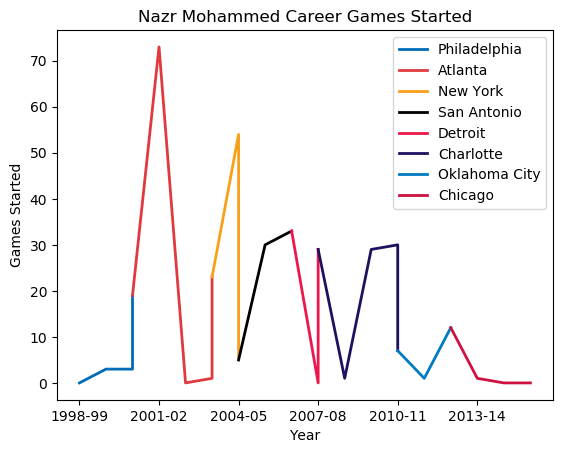 Nazr Mohammed Career Games Started
Philadelphia
Atlanta
New York
San Antonio
Detroit
Charlotte
Oklahoma City
Chicago
Games Started
70
60
50
40
30
20
10
0
1998-99 2001-02 2004-05 2007-08 2010-11 2013-14
Year